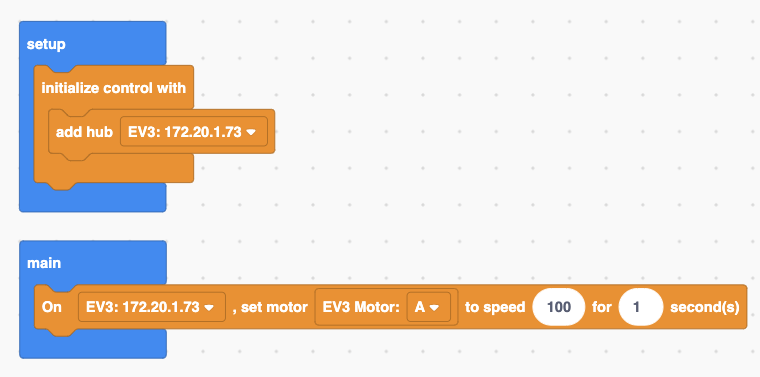 setup
initialize control with
add hub EV3: 172.20.1.73
main
On EV3: 172.20.1.73 , set motor EV3 Motor: A to speed 100 for 1 second(s)